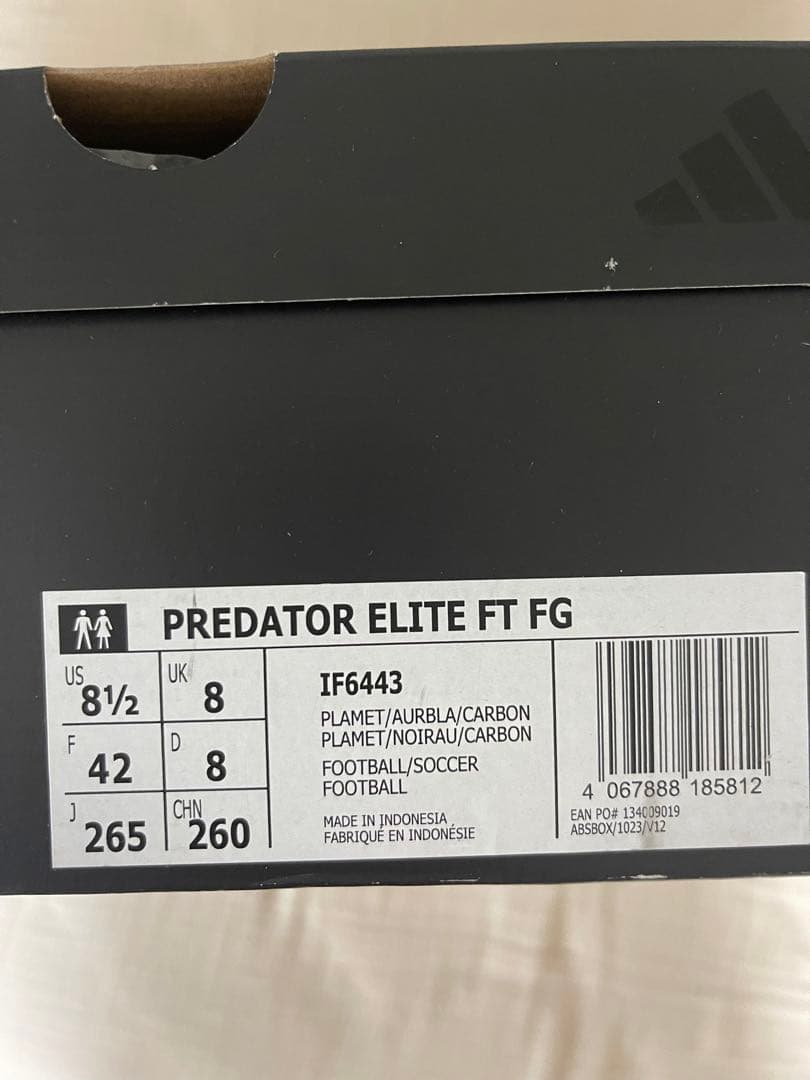 PREDATOR ELITE FT FG
US 8½
UK 8
F 42
D 8
J 265
CHN 260
IF6443
PLAMET/AURBLA/CARBON
PLAMET/NOIRAU/CARBON
FOOTBALL/SOCCER
FOOTBALL
MADE IN INDONESIA
FABRIQUÉ EN INDONÉSIE
4 067888 185812
EAN PO# 134009019
ABSBOX/1023/V12